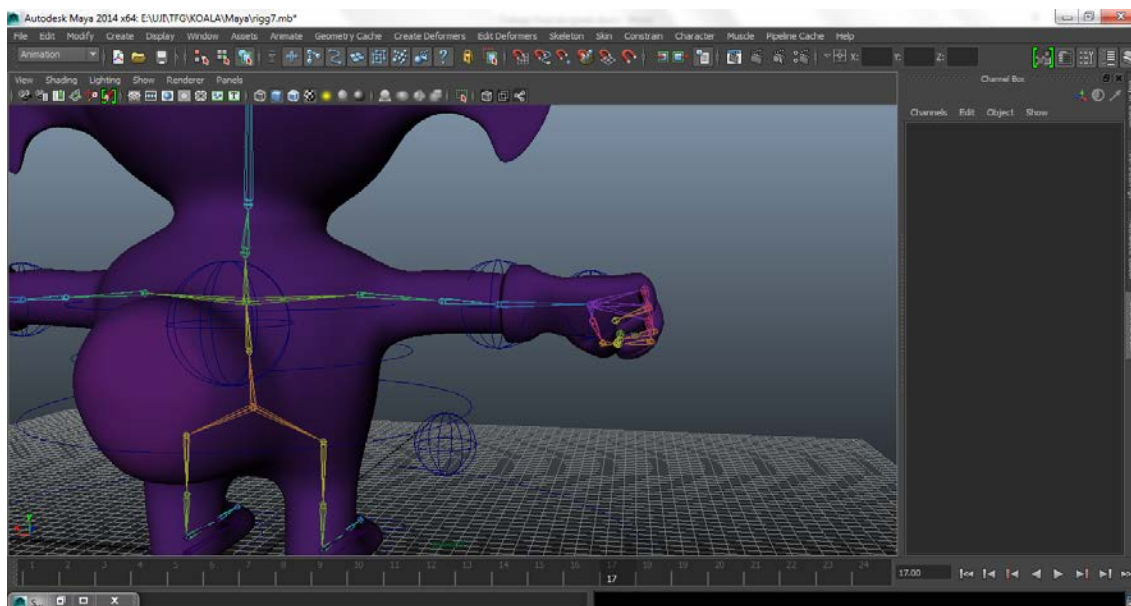 Autodesk Maya 2014 x64: E:\UJI\TFG\KOALA\Maya\rigg7.mb*
File Edit Modify Create Display Window Assets Animate Geometry Cache Create Deformers Edit Deformers Skeleton Skin Constrain Character Muscle Pipeline Cache Help
Animation X: Y: Z:
View Shading Lighting Show Renderer Panels
Channel Box
Channels Edit Object Show
1 2 3 4 5 6 7 8 9 10 11 12 13 14 15 16 17 18 19 20 21 22 23 24
17
17.00